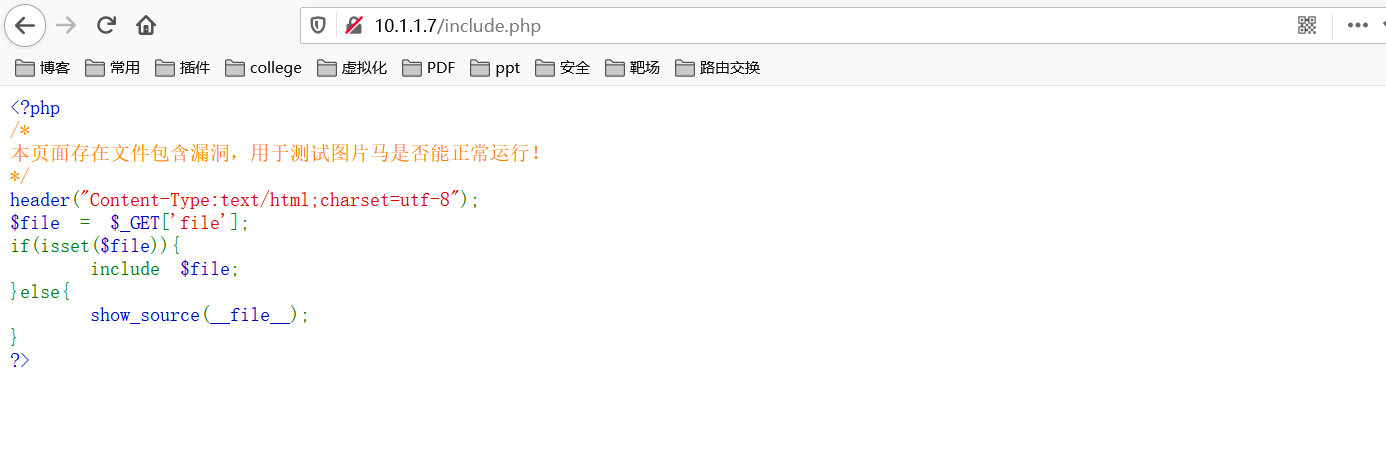 10.1.1.7/include.php
博客 常用 插件 college 虚拟化 PDF ppt 安全 靶场 路由交换
<?php
/*
本页面存在文件包含漏洞，用于测试图片马是否能正常运行！
*/
header("Content-Type:text/html;charset=utf-8");
$file  =  $_GET['file'];
if(isset($file)){
        include  $file;
}else{
        show_source(__file__);
}
?>